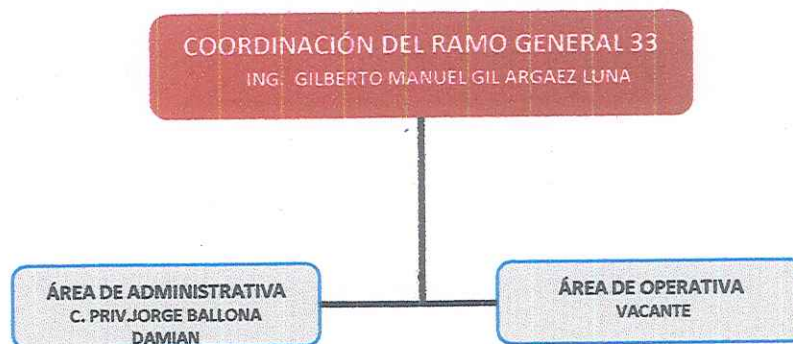 COORDINACIÓN DEL RAMO GENERAL 33
ING. GILBERTO MANUEL GIL ARGAEZ LUNA
ÁREA DE ADMINISTRATIVA
C. PRIV.JORGE BALLONA
DAMIAN
ÁREA DE OPERATIVA
VACANTE